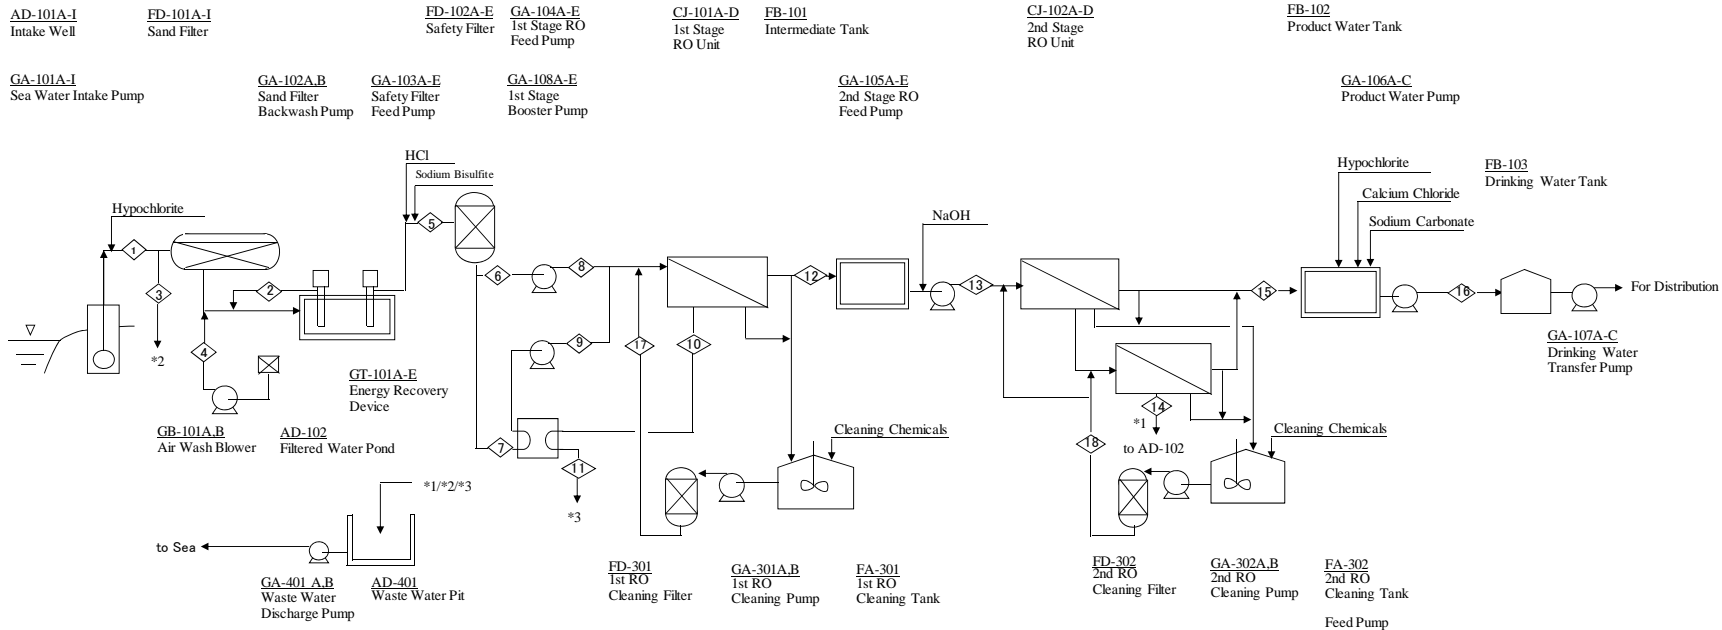 AD-101A-I
Intake Well
FD-101A-I
Sand Filter
FD-102A-E
Safety Filter
GA-104A-E
1st Stage RO
Feed Pump
CJ-101A-D
1st Stage
RO Unit
FB-101
Intermediate Tank
CJ-102A-D
2nd Stage
RO Unit
FB-102
Product Water Tank
GA-101A-I
Sea Water Intake Pump
GA-102A,B
Sand Filter
Backwash Pump
GA-103A-E
Safety Filter
Feed Pump
GA-108A-E
1st Stage
Booster Pump
GA-105A-E
2nd Stage RO
Feed Pump
GA-106A-C
Product Water Pump
HCl
Sodium Bisulfite
Hypochlorite
NaOH
Hypochlorite
Calcium Chloride
Sodium Carbonate
FB-103
Drinking Water Tank
1
2
3
4
5
6
7
8
9
10
11
12
13
14
15
16
17
18
*2
*3
*1
to AD-102
For Distribution
GA-107A-C
Drinking Water
Transfer Pump
GT-101A-E
Energy Recovery
Device
GB-101A,B
Air Wash Blower
AD-102
Filtered Water Pond
Cleaning Chemicals
Cleaning Chemicals
*1/*2/*3
to Sea
GA-401 A,B
Waste Water
Discharge Pump
AD-401
Waste Water Pit
FD-301
1st RO
Cleaning Filter
GA-301A,B
1st RO
Cleaning Pump
FA-301
1st RO
Cleaning Tank
FD-302
2nd RO
Cleaning Filter
GA-302A,B
2nd RO
Cleaning Pump
FA-302
2nd RO
Cleaning Tank
Feed Pump